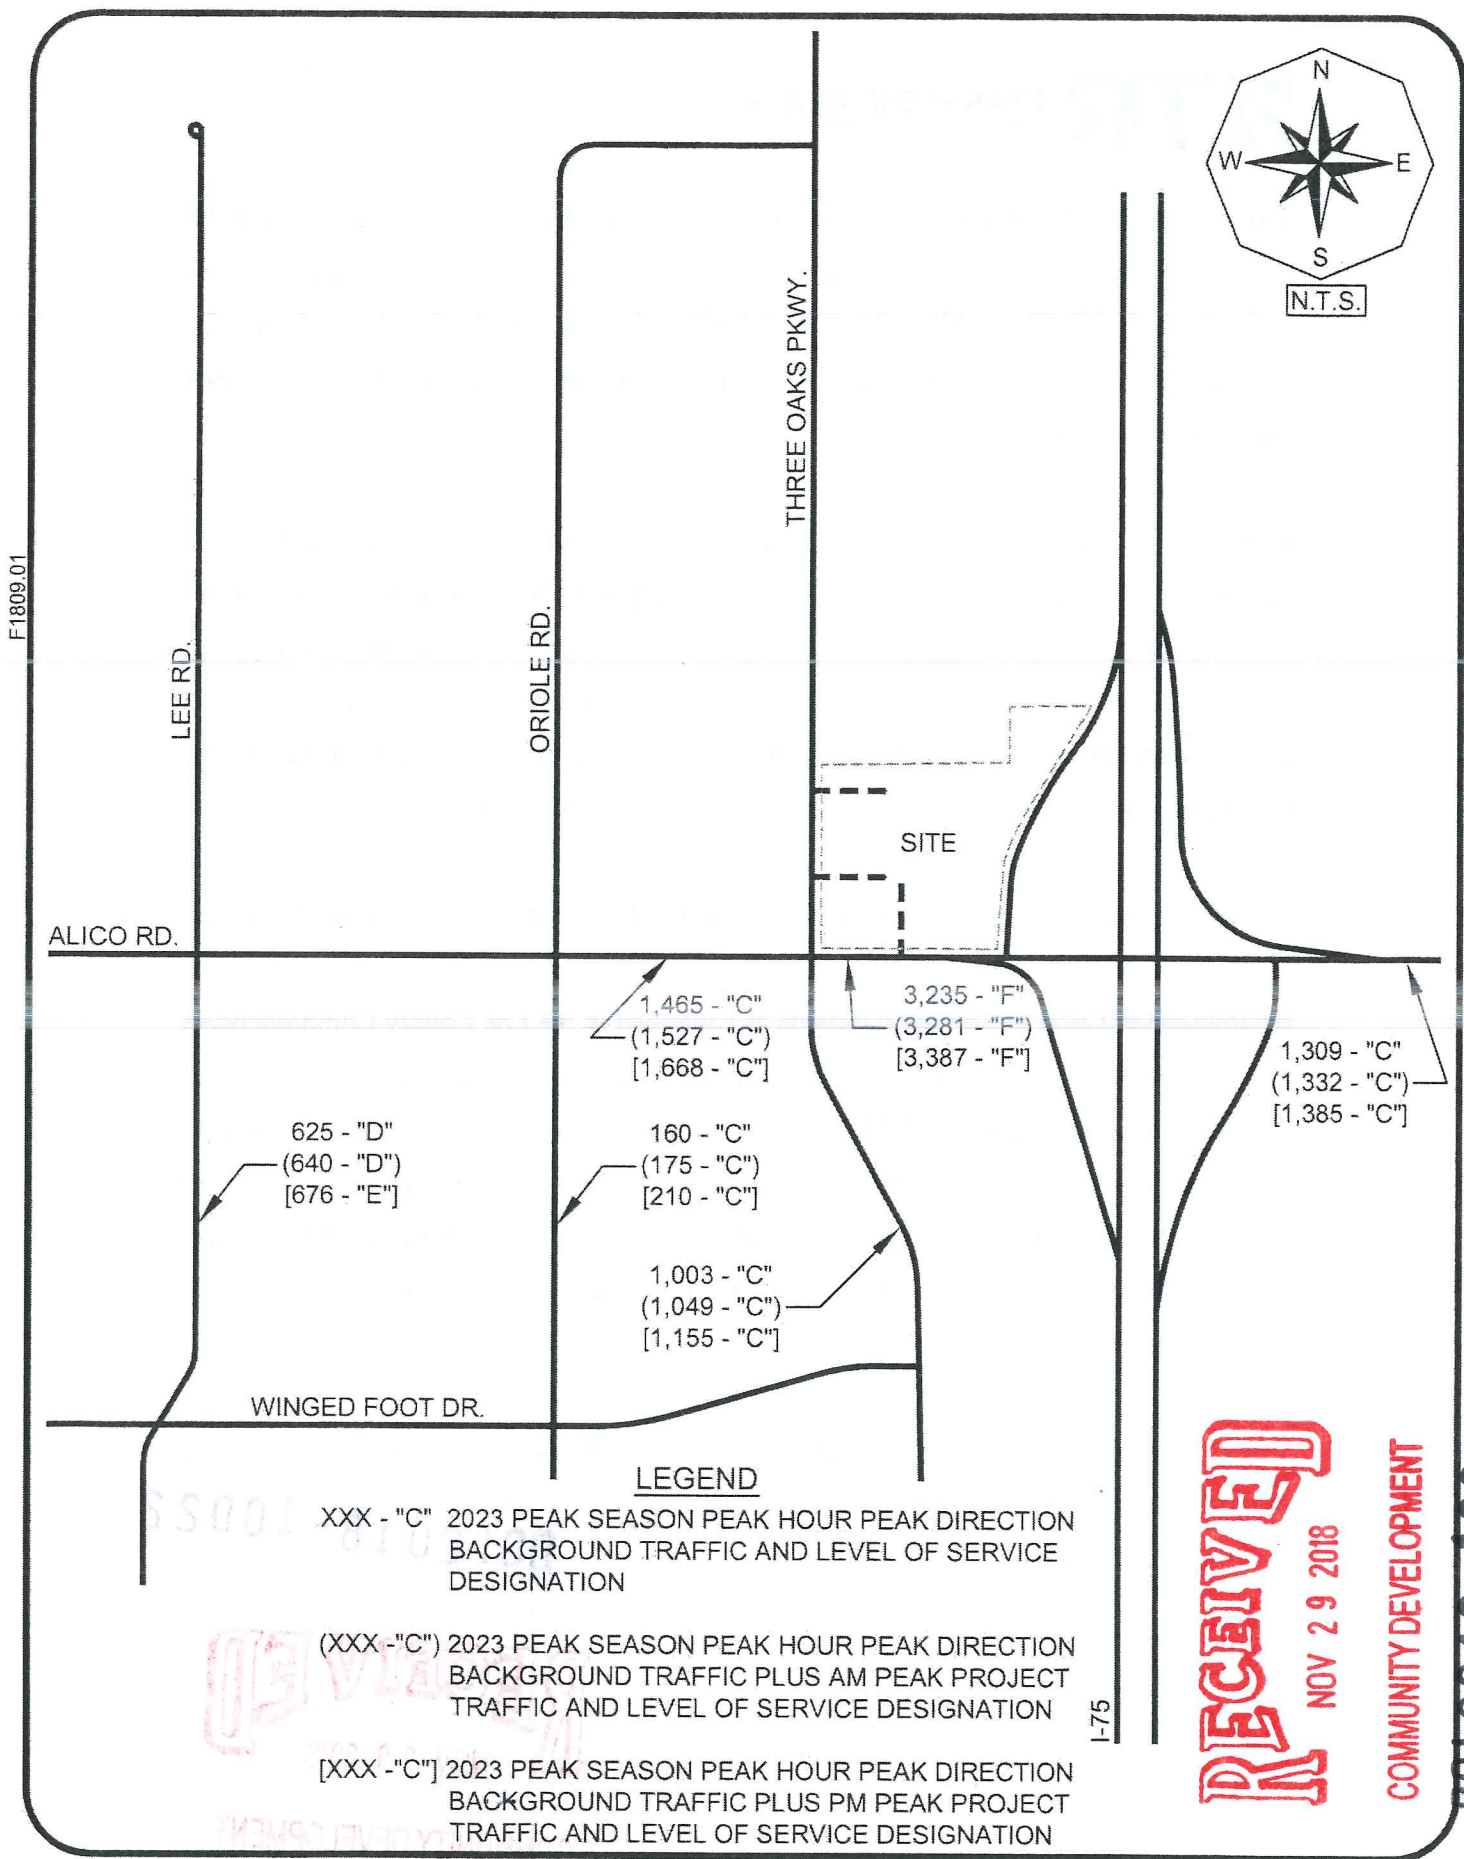 N
W
E
S
N.T.S.
F1809.01
LEE RD.
ORIOLE RD.
THREE OAKS PKWY.
SITE
ALICO RD.
1,465 - "C"
(1,527 - "C")
[1,668 - "C"]
3,235 - "F"
(3,281 - "F")
[3,387 - "F"]
1,309 - "C"
(1,332 - "C")
[1,385 - "C"]
625 - "D"
(640 - "D")
[676 - "E"]
160 - "C"
(175 - "C")
[210 - "C"]
1,003 - "C"
(1,049 - "C")
[1,155 - "C"]
WINGED FOOT DR.
I-75
LEGEND
XXX - "C" 2023 PEAK SEASON PEAK HOUR PEAK DIRECTION
BACKGROUND TRAFFIC AND LEVEL OF SERVICE
DESIGNATION
(XXX -"C") 2023 PEAK SEASON PEAK HOUR PEAK DIRECTION
BACKGROUND TRAFFIC PLUS AM PEAK PROJECT
TRAFFIC AND LEVEL OF SERVICE DESIGNATION
[XXX -"C"] 2023 PEAK SEASON PEAK HOUR PEAK DIRECTION
BACKGROUND TRAFFIC PLUS PM PEAK PROJECT
TRAFFIC AND LEVEL OF SERVICE DESIGNATION
RECEIVED
NOV 29 2018
COMMUNITY DEVELOPMENT